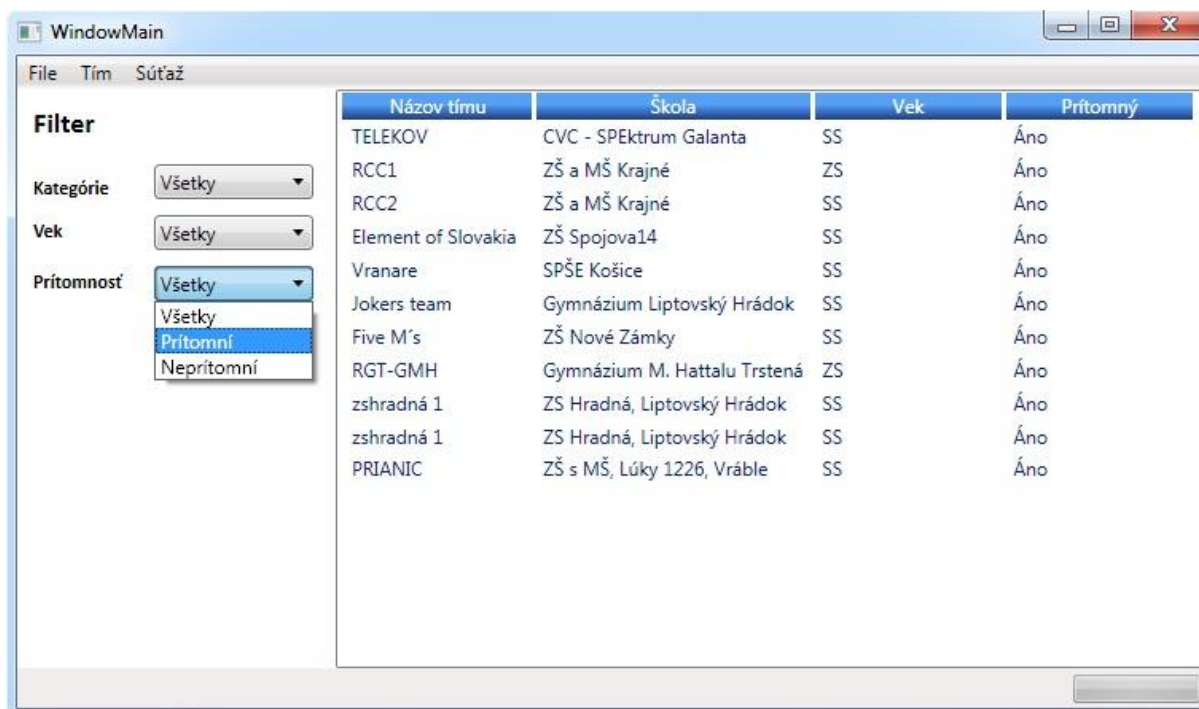 WindowMain
File Tím Súťaž
Filter
Kategórie Všetky
Vek Všetky
Prítomnosť Všetky
Všetky
Prítomní
Neprítomní
Názov tímu Škola Vek Prítomný
TELEKOV CVC - SPEktrum Galanta SS Áno
RCC1 ZŠ a MŠ Krajné ZS Áno
RCC2 ZŠ a MŠ Krajné SS Áno
Element of Slovakia ZŠ Spojova14 SS Áno
Vranare SPŠE Košice SS Áno
Jokers team Gymnázium Liptovský Hrádok SS Áno
Five M´s ZŠ Nové Zámky SS Áno
RGT-GMH Gymnázium M. Hattalu Trstená ZS Áno
zshradná 1 ZS Hradná, Liptovský Hrádok SS Áno
zshradná 1 ZS Hradná, Liptovský Hrádok SS Áno
PRIANIC ZŠ s MŠ, Lúky 1226, Vráble SS Áno